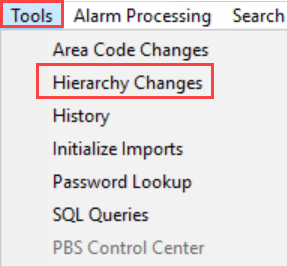 Tools Alarm Processing Search
Area Code Changes
Hierarchy Changes
History
Initialize Imports
Password Lookup
SQL Queries
PBS Control Center